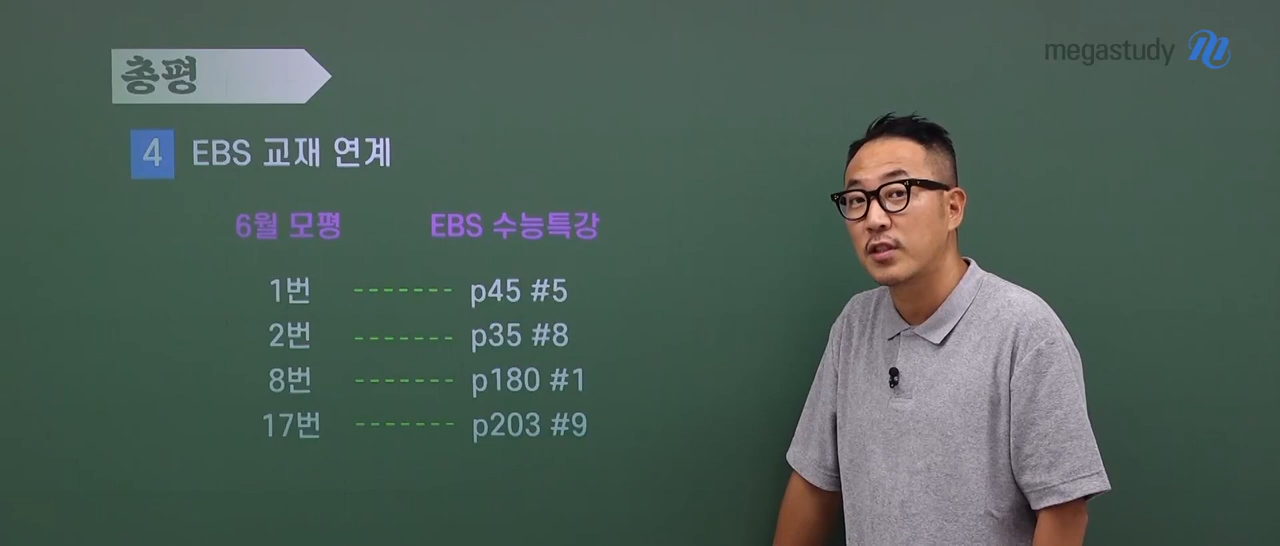 megastudy
총평
4 EBS 교재 연계
6월 모평 EBS 수능특강
1번 ------- p45 #5
2번 ------- p35 #8
8번 ------- p180 #1
17번 ------- p203 #9